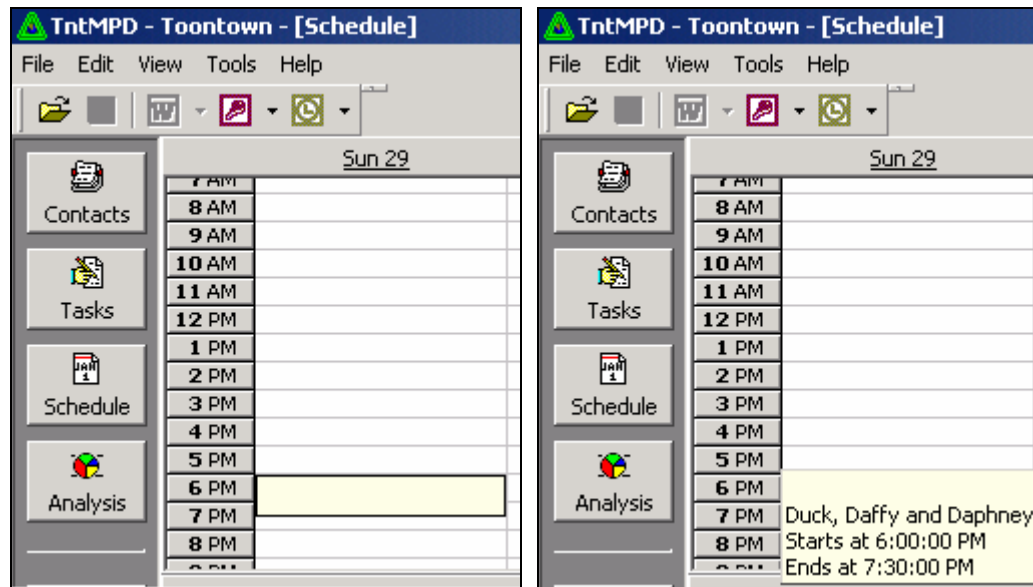 TntMPD - Toontown - [Schedule]
File Edit View Tools Help
Sun 29
Contacts
Tasks
Schedule
Analysis
7 AM
8 AM
9 AM
10 AM
11 AM
12 PM
1 PM
2 PM
3 PM
4 PM
5 PM
6 PM
7 PM
8 PM
TntMPD - Toontown - [Schedule]
File Edit View Tools Help
Sun 29
Contacts
Tasks
Schedule
Analysis
7 AM
8 AM
9 AM
10 AM
11 AM
12 PM
1 PM
2 PM
3 PM
4 PM
5 PM
6 PM
7 PM
8 PM
Duck, Daffy and Daphney
Starts at 6:00:00 PM
Ends at 7:30:00 PM